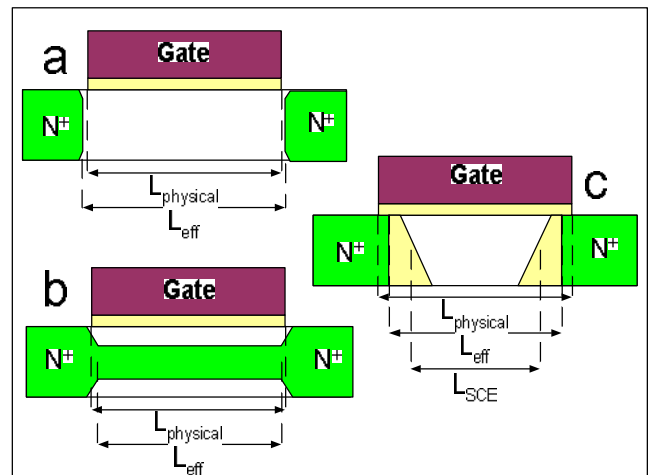 a
Gate
N+
N+
Lphysical
Leff
b
Gate
N+
N+
Lphysical
Leff
c
Gate
N+
N+
Lphysical
Leff
LSCE